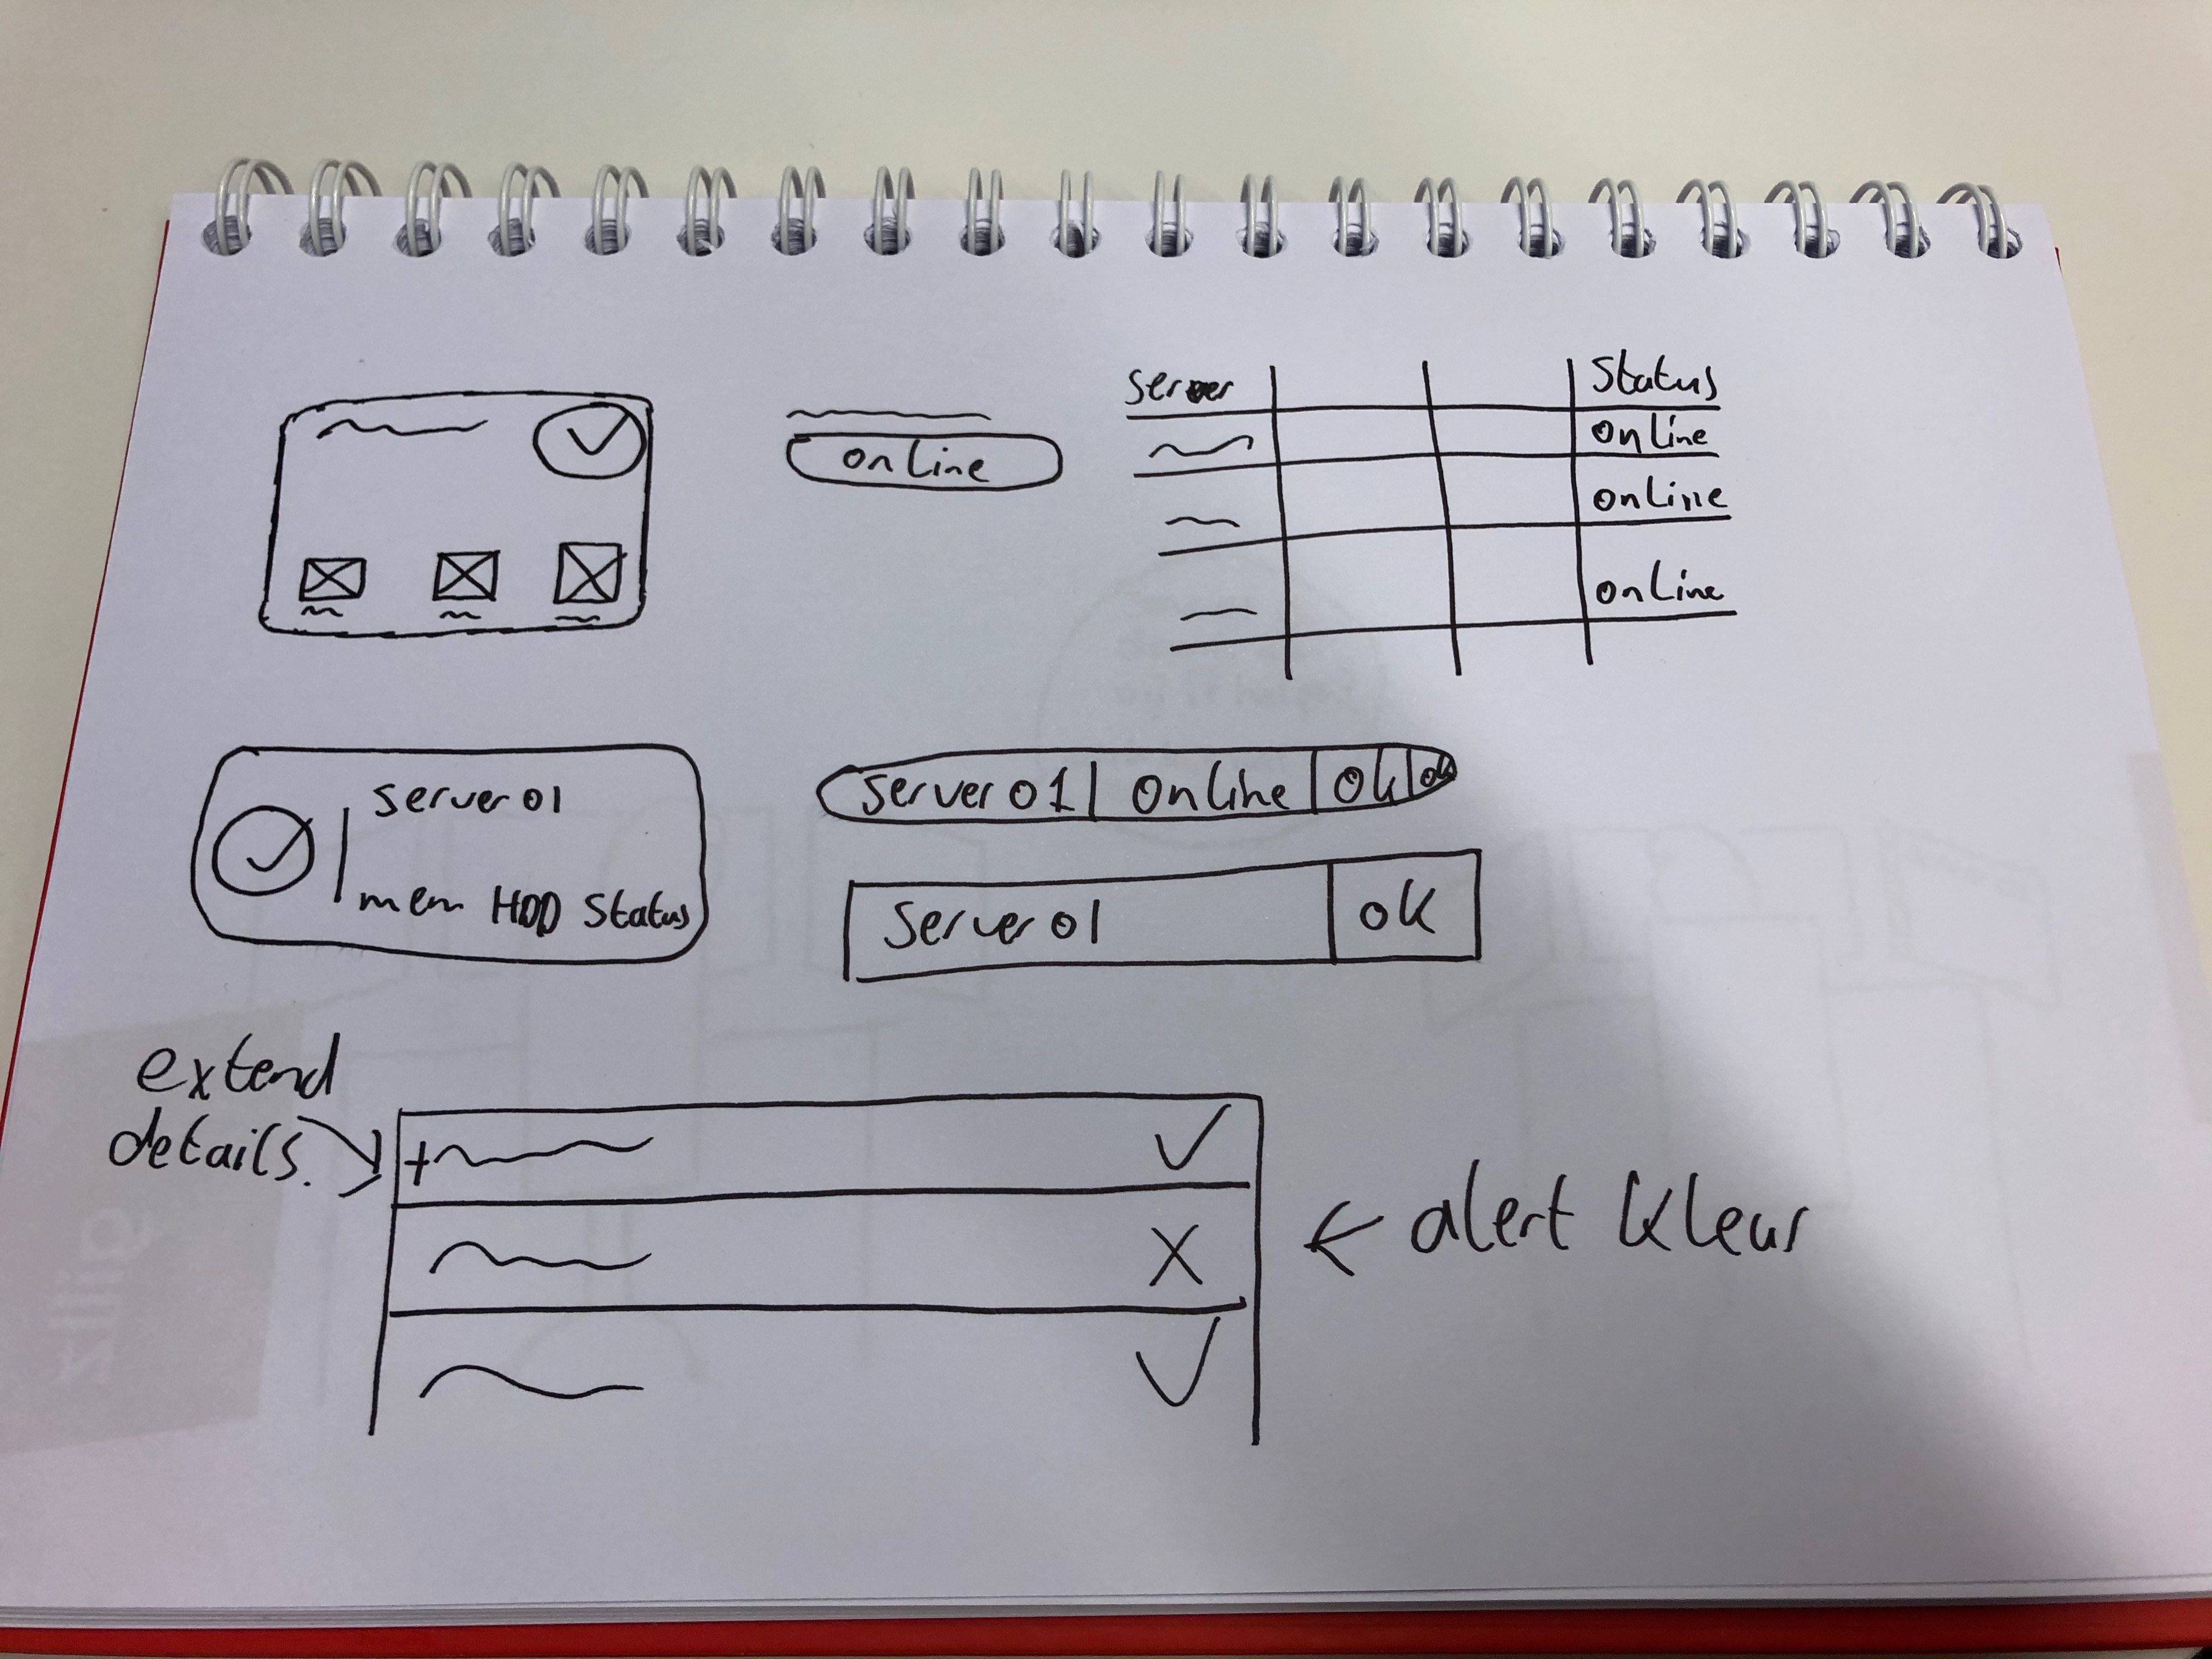 server
Status
online
online
online
online
server 01
mem HDD Status
server 01 | online | ok | ok
server 01 | ok
extend
details.
alert kleur